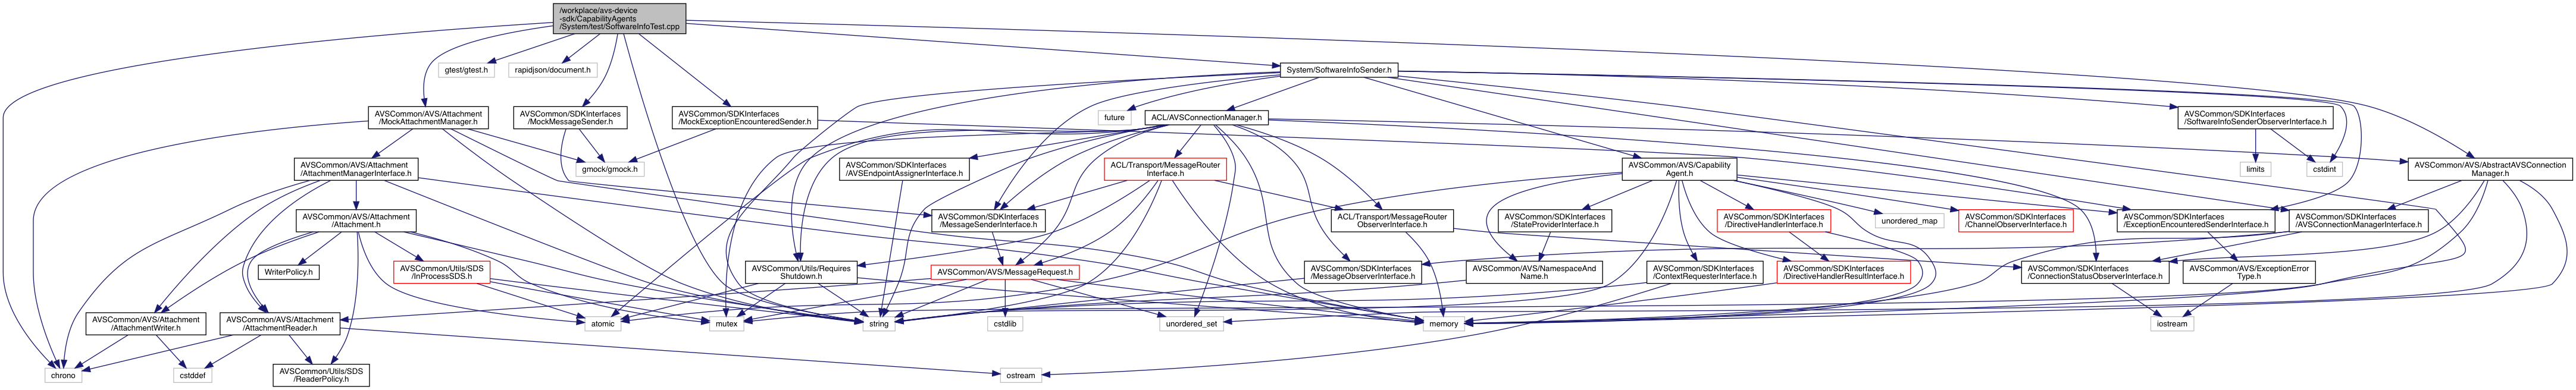 /workplace/avs-device
-sdk/CapabilityAgents
/System/test/SoftwareInfoTest.cpp
gtest/gtest.h
rapidjson/document.h
System/SoftwareInfoSender.h
AVSCommon/AVS/Attachment
/MockAttachmentManager.h
AVSCommon/SDKInterfaces
/MockMessageSender.h
AVSCommon/SDKInterfaces
/MockExceptionEncounteredSender.h
future
ACL/AVSConnectionManager.h
AVSCommon/SDKInterfaces
/SoftwareInfoSenderObserverInterface.h
AVSCommon/AVS/Attachment
/AttachmentManagerInterface.h
gmock/gmock.h
AVSCommon/SDKInterfaces
/AVSEndpointAssignerInterface.h
ACL/Transport/MessageRouter
Interface.h
AVSCommon/AVS/Capability
Agent.h
limits
cstdint
AVSCommon/AVS/AbstractAVSConnection
Manager.h
AVSCommon/AVS/Attachment
/Attachment.h
AVSCommon/SDKInterfaces
/MessageSenderInterface.h
ACL/Transport/MessageRouter
ObserverInterface.h
AVSCommon/SDKInterfaces
/StateProviderInterface.h
AVSCommon/SDKInterfaces
/DirectiveHandlerInterface.h
unordered_map
AVSCommon/SDKInterfaces
/ChannelObserverInterface.h
AVSCommon/SDKInterfaces
/ExceptionEncounteredSenderInterface.h
AVSCommon/SDKInterfaces
/AVSConnectionManagerInterface.h
WriterPolicy.h
AVSCommon/Utils/SDS
/InProcessSDS.h
AVSCommon/Utils/Requires
Shutdown.h
AVSCommon/AVS/MessageRequest.h
AVSCommon/SDKInterfaces
/MessageObserverInterface.h
AVSCommon/AVS/NamespaceAnd
Name.h
AVSCommon/SDKInterfaces
/ContextRequesterInterface.h
AVSCommon/SDKInterfaces
/DirectiveHandlerResultInterface.h
AVSCommon/SDKInterfaces
/ConnectionStatusObserverInterface.h
AVSCommon/AVS/ExceptionError
Type.h
AVSCommon/AVS/Attachment
/AttachmentWriter.h
AVSCommon/AVS/Attachment
/AttachmentReader.h
atomic
mutex
string
cstdlib
unordered_set
memory
iostream
chrono
cstddef
AVSCommon/Utils/SDS
/ReaderPolicy.h
ostream